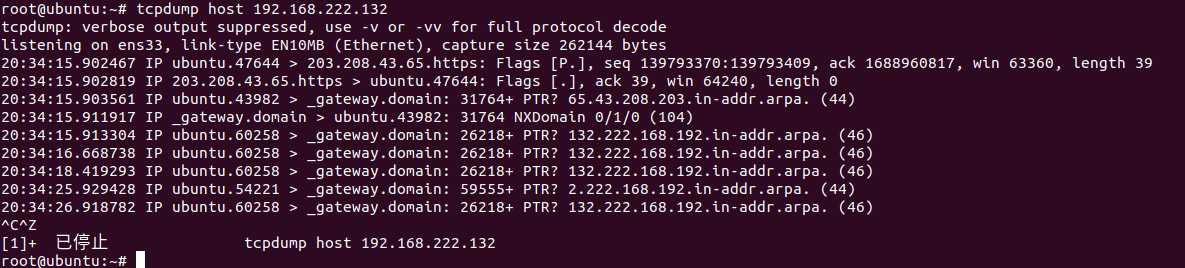 root@ubuntu:~# tcpdump host 192.168.222.132
tcpdump: verbose output suppressed, use -v or -vv for full protocol decode
listening on ens33, link-type EN10MB (Ethernet), capture size 262144 bytes
20:34:15.902467 IP ubuntu.47644 > 203.208.43.65.https: Flags [P.], seq 139793370:139793409, ack 1688960817, win 63360, length 39
20:34:15.902819 IP 203.208.43.65.https > ubuntu.47644: Flags [.], ack 39, win 64240, length 0
20:34:15.903561 IP ubuntu.43982 > _gateway.domain: 31764+ PTR? 65.43.208.203.in-addr.arpa. (44)
20:34:15.911917 IP _gateway.domain > ubuntu.43982: 31764 NXDomain 0/1/0 (104)
20:34:15.913304 IP ubuntu.60258 > _gateway.domain: 26218+ PTR? 132.222.168.192.in-addr.arpa. (46)
20:34:16.668738 IP ubuntu.60258 > _gateway.domain: 26218+ PTR? 132.222.168.192.in-addr.arpa. (46)
20:34:18.419293 IP ubuntu.60258 > _gateway.domain: 26218+ PTR? 132.222.168.192.in-addr.arpa. (46)
20:34:25.929428 IP ubuntu.54221 > _gateway.domain: 59555+ PTR? 2.222.168.192.in-addr.arpa. (44)
20:34:26.918782 IP ubuntu.60258 > _gateway.domain: 26218+ PTR? 132.222.168.192.in-addr.arpa. (46)
^C^Z
[1]+  已停止               tcpdump host 192.168.222.132
root@ubuntu:~#